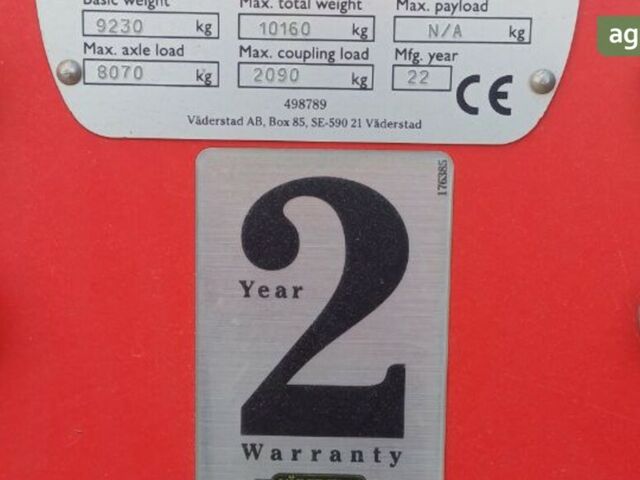 Basic weight Max. total weight Max. payload
9230 kg 10160 kg N/A kg
Max. axle load Max. coupling load Mfg. year
8070 kg 2090 kg 22 CE
498789
Väderstad AB, Box 85, SE-590 21 Väderstad
176385
2
Year
Warranty
ag